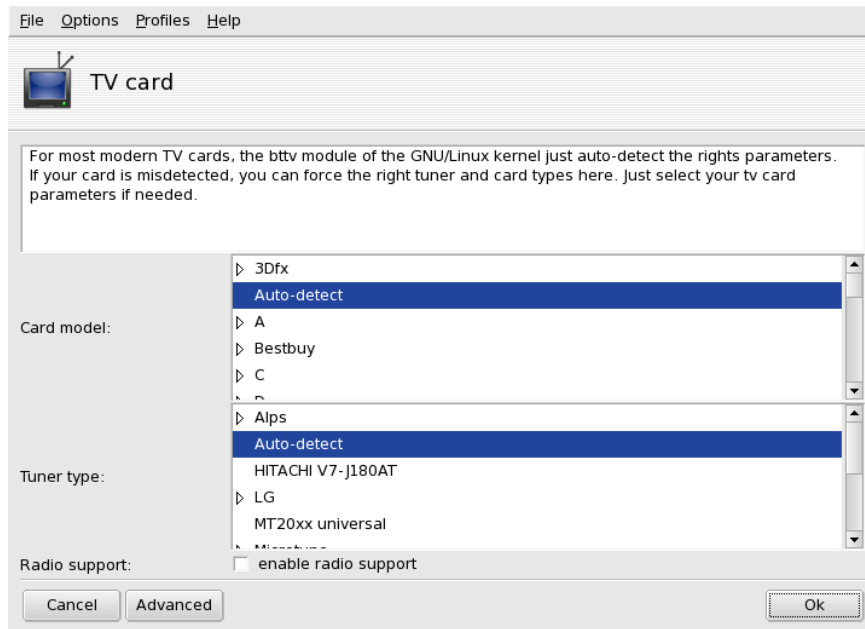 File Options Profiles Help
TV card
For most modern TV cards, the bttv module of the GNU/Linux kernel just auto-detect the rights parameters.
If your card is misdetected, you can force the right tuner and card types here. Just select your tv card
parameters if needed.
Card model:
3Dfx
Auto-detect
A
Bestbuy
C
Tuner type:
Alps
Auto-detect
HITACHI V7-J180AT
LG
MT20xx universal
Radio support:
enable radio support
Cancel Advanced Ok